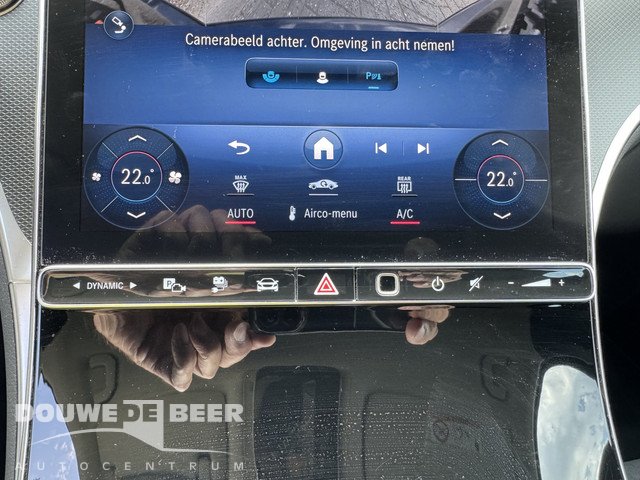 Camerabeeld achter. Omgeving in acht nemen!
P
22.0
22.0
MAX
REAR
AUTO
Airco-menu
A/C
◄ DYNAMIC ►
P
- +
DOUWE DE BEER
AUTOCENTRUM